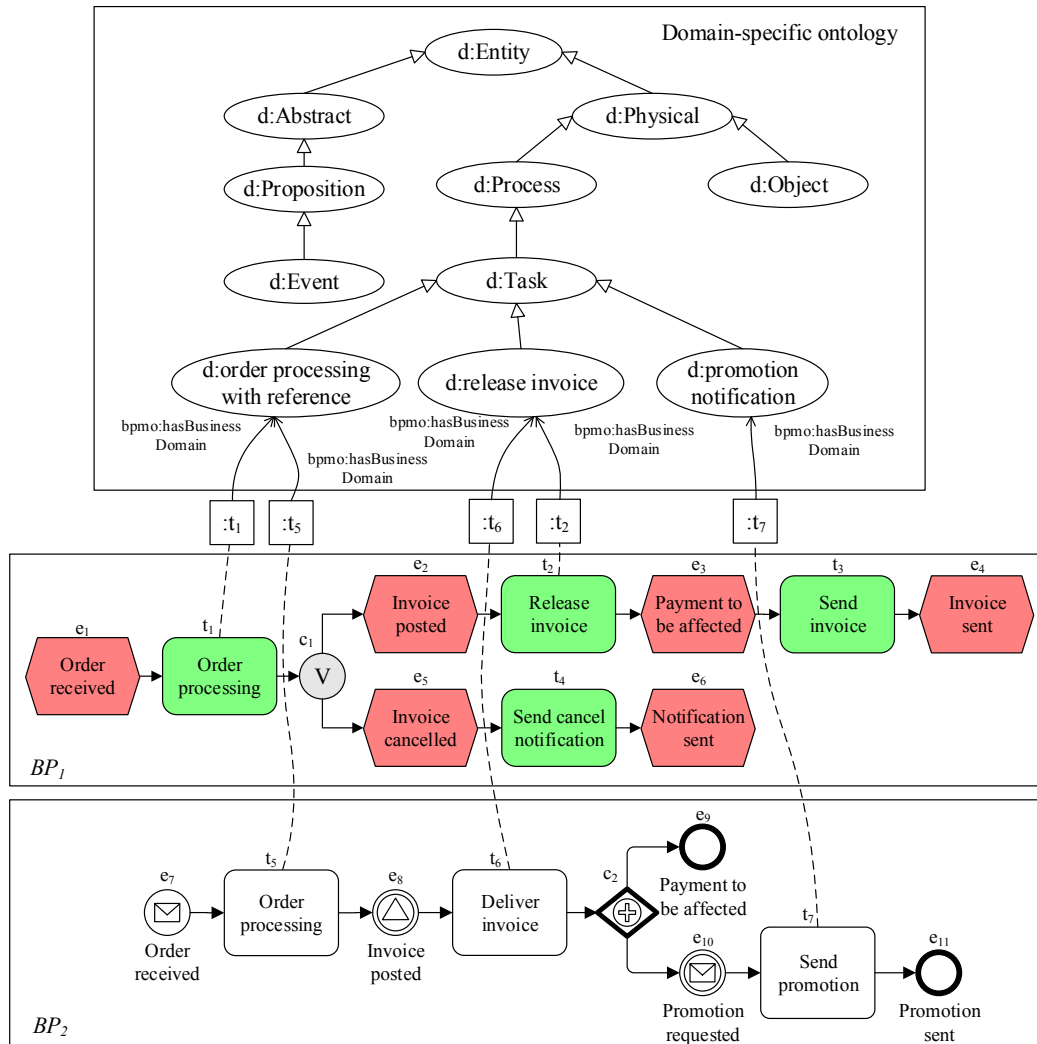 Domain-specific ontology
d:Entity
d:Abstract
d:Physical
d:Proposition
d:Process
d:Object
d:Event
d:Task
d:order processing
with reference
d:release invoice
d:promotion
notification
bpmo:hasBusiness
Domain
bpmo:hasBusiness
Domain
bpmo:hasBusiness
Domain
bpmo:hasBusiness
Domain
bpmo:hasBusiness
Domain
:t1
:t5
:t6
:t2
:t7
e1
Order
received
t1
Order
processing
c1
V
e2
Invoice
posted
t2
Release
invoice
e3
Payment to
be affected
t3
Send
invoice
e4
Invoice
sent
e5
Invoice
cancelled
t4
Send cancel
notification
e6
Notification
sent
BP1
e7
Order
received
t5
Order
processing
e8
Invoice
posted
t6
Deliver
invoice
c2
e9
Payment to
be affected
e10
Promotion
requested
t7
Send
promotion
e11
Promotion
sent
BP2